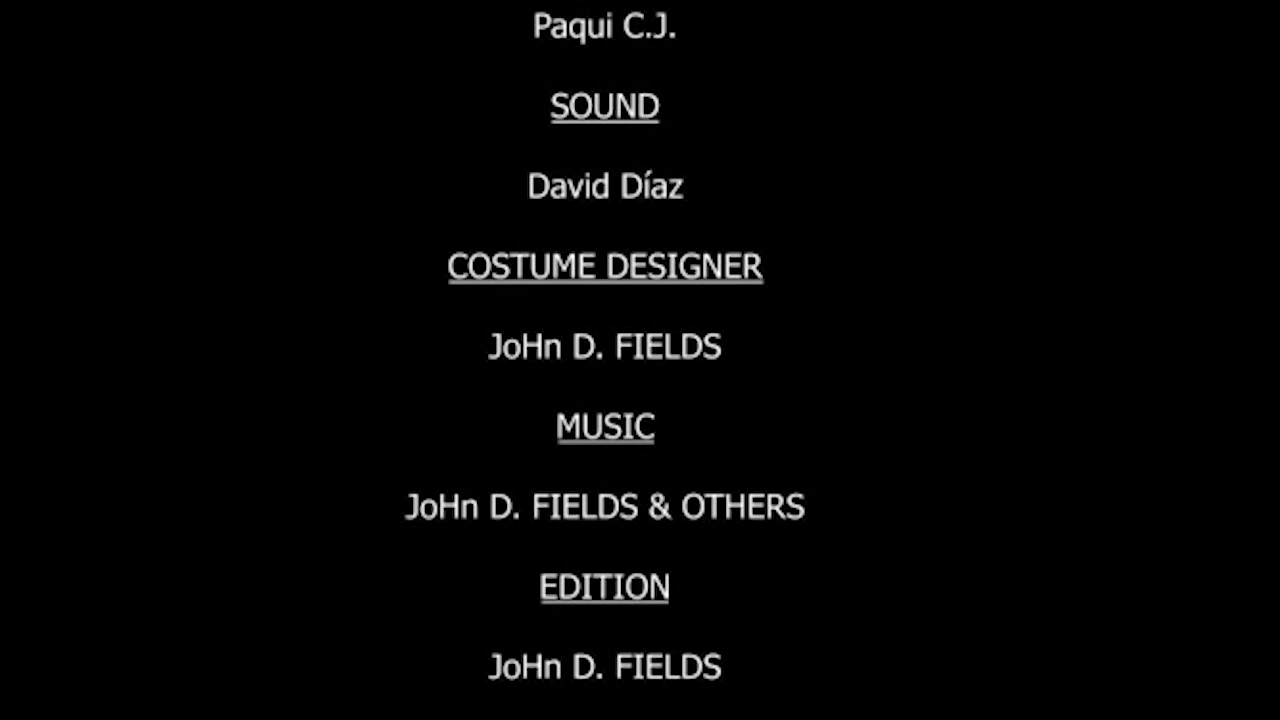 Paqui C.J.
SOUND
David Díaz
COSTUME DESIGNER
JoHn D. FIELDS
MUSIC
JoHn D. FIELDS & OTHERS
EDITION
JoHn D. FIELDS